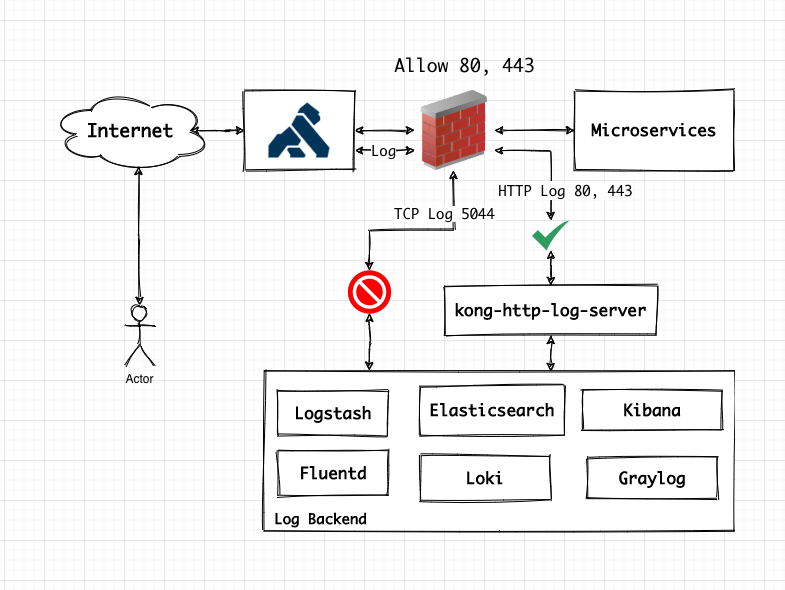 Allow 80, 443
Internet
Log
Microservices
HTTP Log 80, 443
TCP Log 5044
kong-http-log-server
Actor
Logstash
Elasticsearch
Kibana
Fluentd
Loki
Graylog
Log Backend